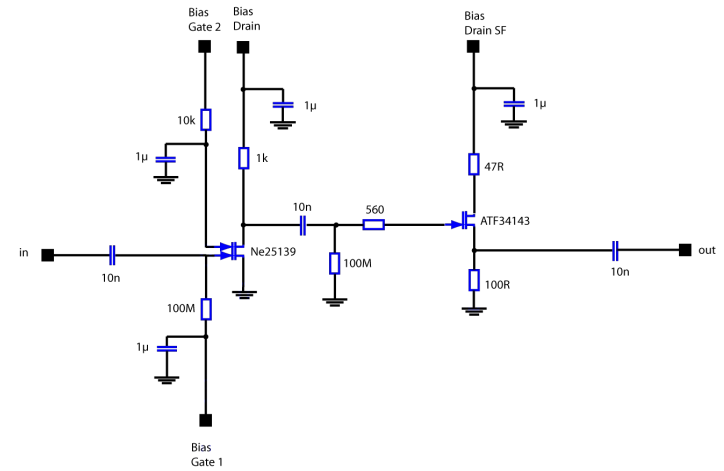 Bias
Gate 2
Bias
Drain
Bias
Drain SF
1µ
1µ
10k
1µ
1k
47R
10n
560
ATF34143
in
Ne25139
out
10n
100M
10n
100M
100R
1µ
Bias
Gate 1